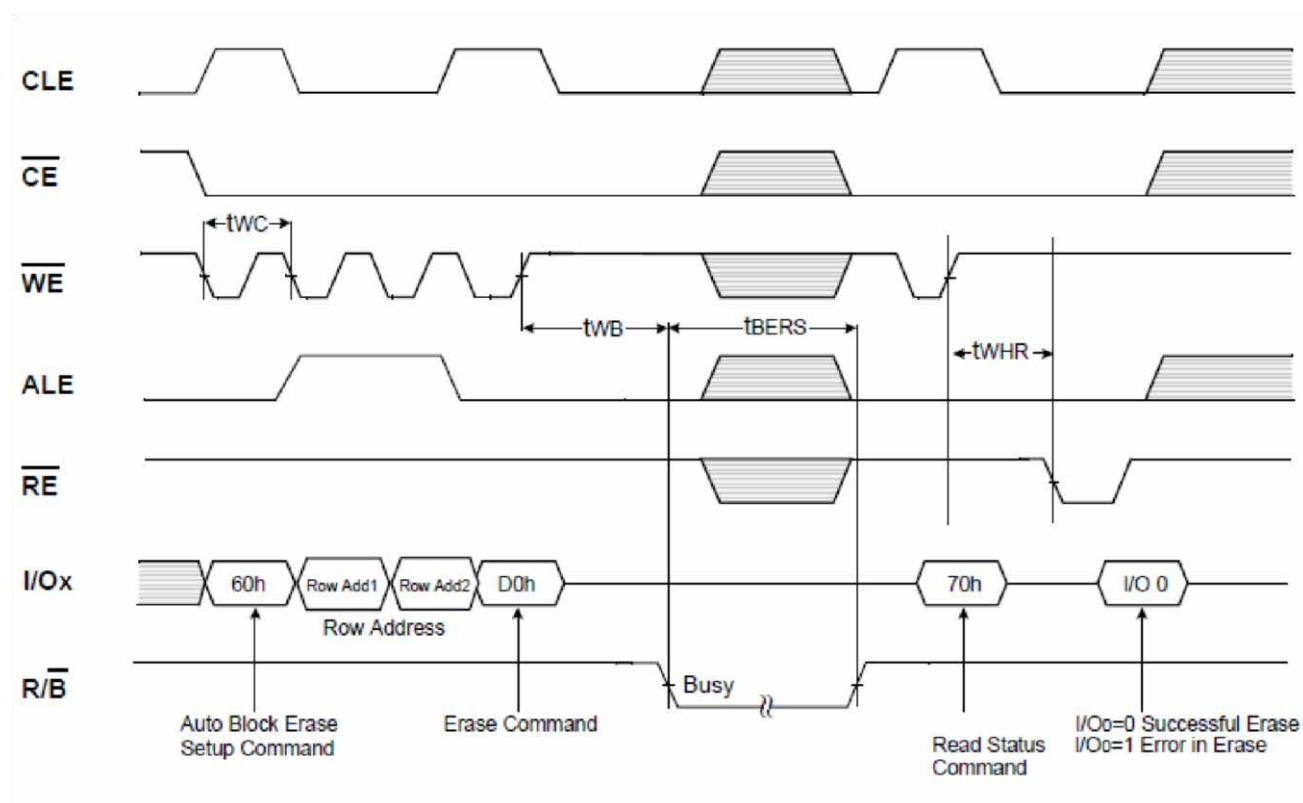 CLE
CE
tWC
WE
tWB
tBERS
tWHR
ALE
RE
I/Ox
60h
Row Add1
Row Add2
D0h
70h
I/O 0
Row Address
R/B
Busy
Auto Block Erase
Setup Command
Erase Command
Read Status
Command
I/Oo=0 Successful Erase
I/Oo=1 Error in Erase